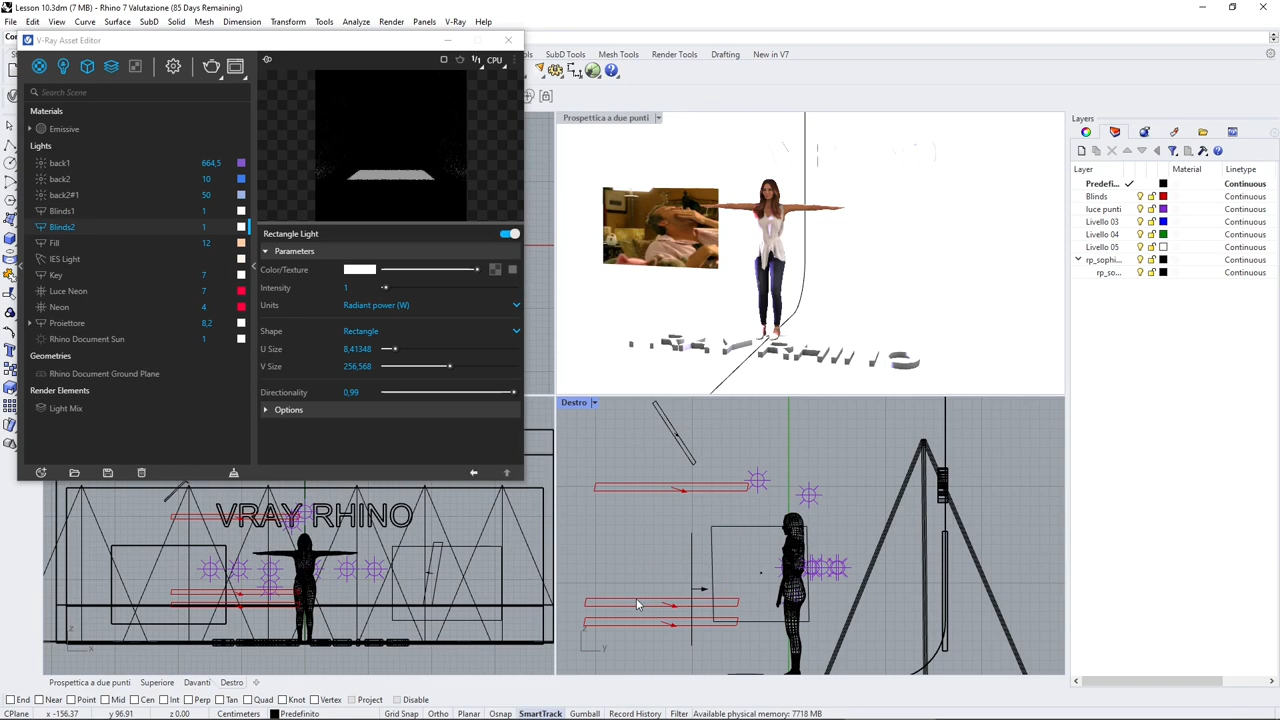 Lesson 10.3dm (7 MB) - Rhino 7 Valutazione (85 Days Remaining)
File Edit View Curve Surface SubD Solid Mesh Dimension Transform Tools Analyze Render Panels V-Ray Help
V-Ray Asset Editor
SubD Tools Mesh Tools Render Tools Drafting New in V7
1/1 CPU
Search Scene
Materials
Emissive
Lights
back1 664,5
back2 10
back2#1 50
Blinds1 1
Blinds2 1
Fill 12
IES Light
Key 7
Luce Neon 7
Neon 4
Proiettore 8,2
Rhino Document Sun 1
Geometries
Rhino Document Ground Plane
Render Elements
Light Mix
Rectangle Light
Parameters
Color/Texture
Intensity 1
Units Radiant power (W)
Shape Rectangle
U Size 8,41348
V Size 256,568
Directionality 0,99
Options
Prospettica a due punti
Destro
VRAY RHINO
z
x
z
y
Layers
Layer Material Linetype
Predefi... Continuous
Blinds Continuous
luce punti Continuous
Livello 03 Continuous
Livello 04 Continuous
Livello 05 Continuous
rp_sophi... Continuous
rp_so... Continuous
Prospettica a due punti Superiore Davanti Destro
End Near Point Mid Cen Int Perp Tan Quad Knot Vertex Project Disable
CPlane x -156.37 y 96.91 z 0.00 Centimeters Predefinito Grid Snap Ortho Planar Osnap SmartTrack Gumball Record History Filter Available physical memory: 7718 MB